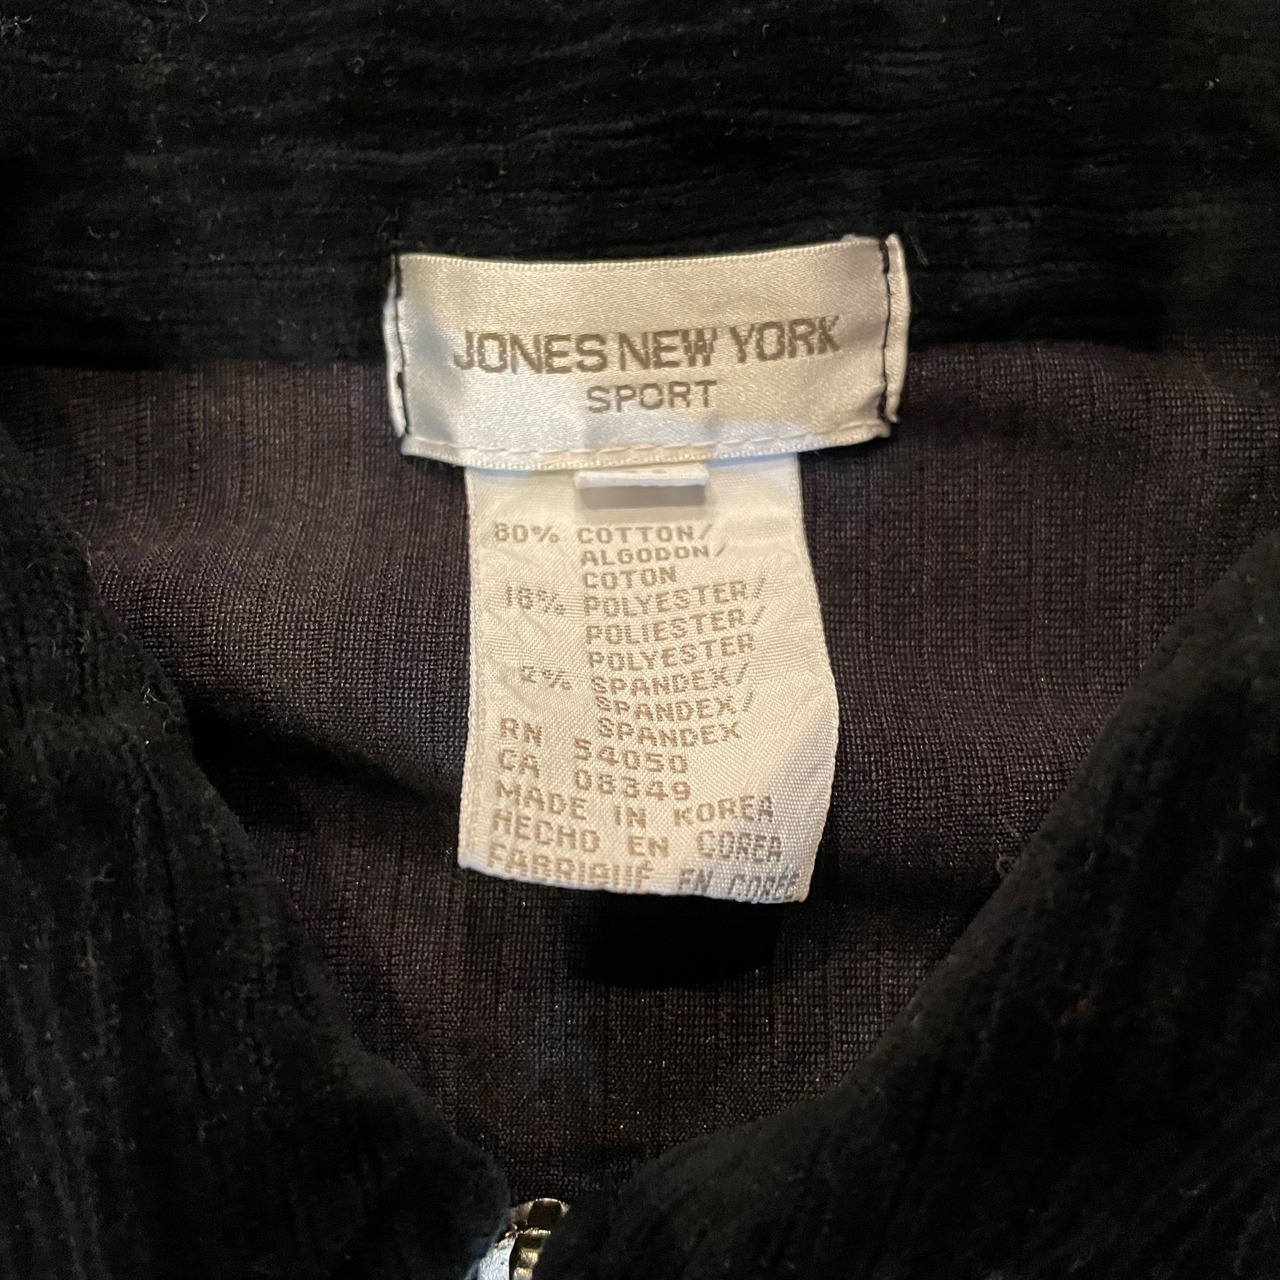 JONES NEW YORK
SPORT
80% COTTON/
ALGODON/
COTON
18% POLYESTER/
POLIESTER/
POLYESTER
2% SPANDEX/
SPANDEX/
SPANDEX
RN 54050
CA 08349
MADE IN KOREA
HECHO EN COREA
FABRIQUÉ EN COREE